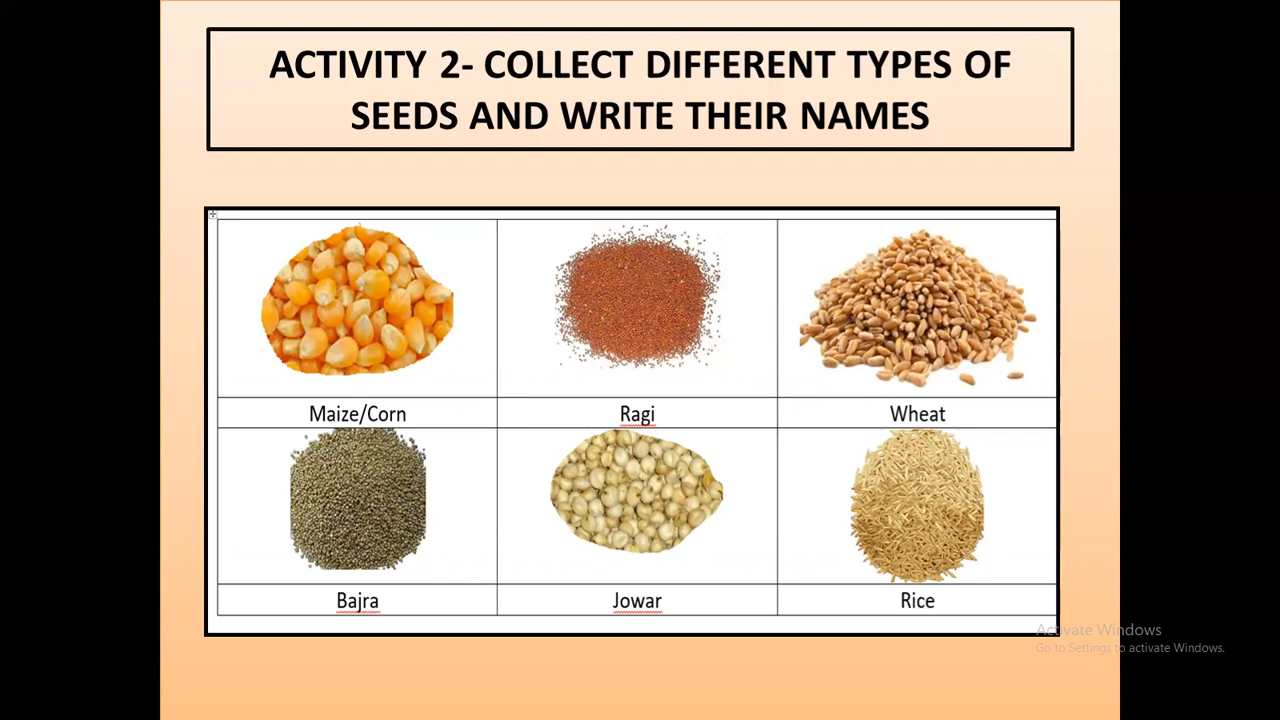 ACTIVITY 2- COLLECT DIFFERENT TYPES OF
SEEDS AND WRITE THEIR NAMES
Maize/Corn
Ragi
Wheat
Bajra
Jowar
Rice
Activate Windows
Go to Settings to activate Windows.